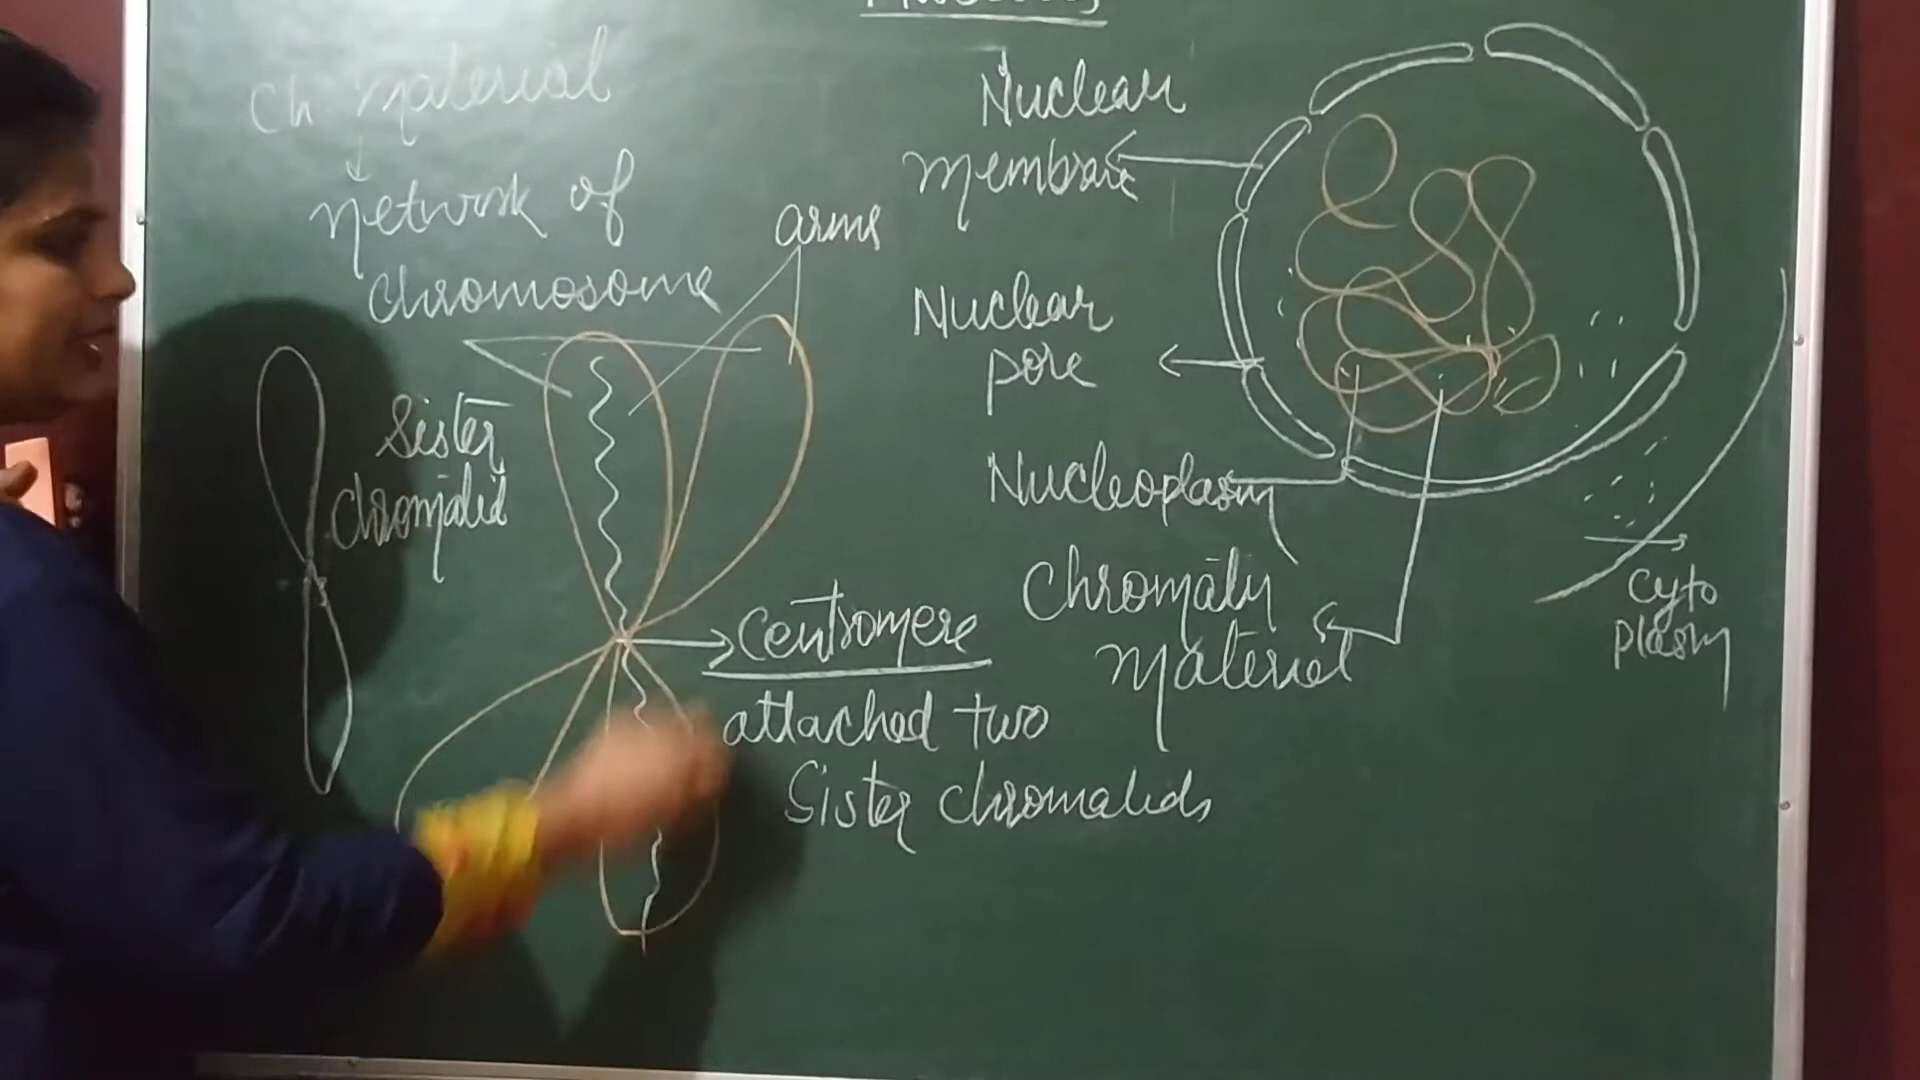 Ch material
network of
chromosome
arms
Sister
chromatid
Centromere
attached two
Sister chromatids
Nuclear
membrane
Nuclear
pore
Nucleoplasm
Chromatin
material
Cyto
plasm